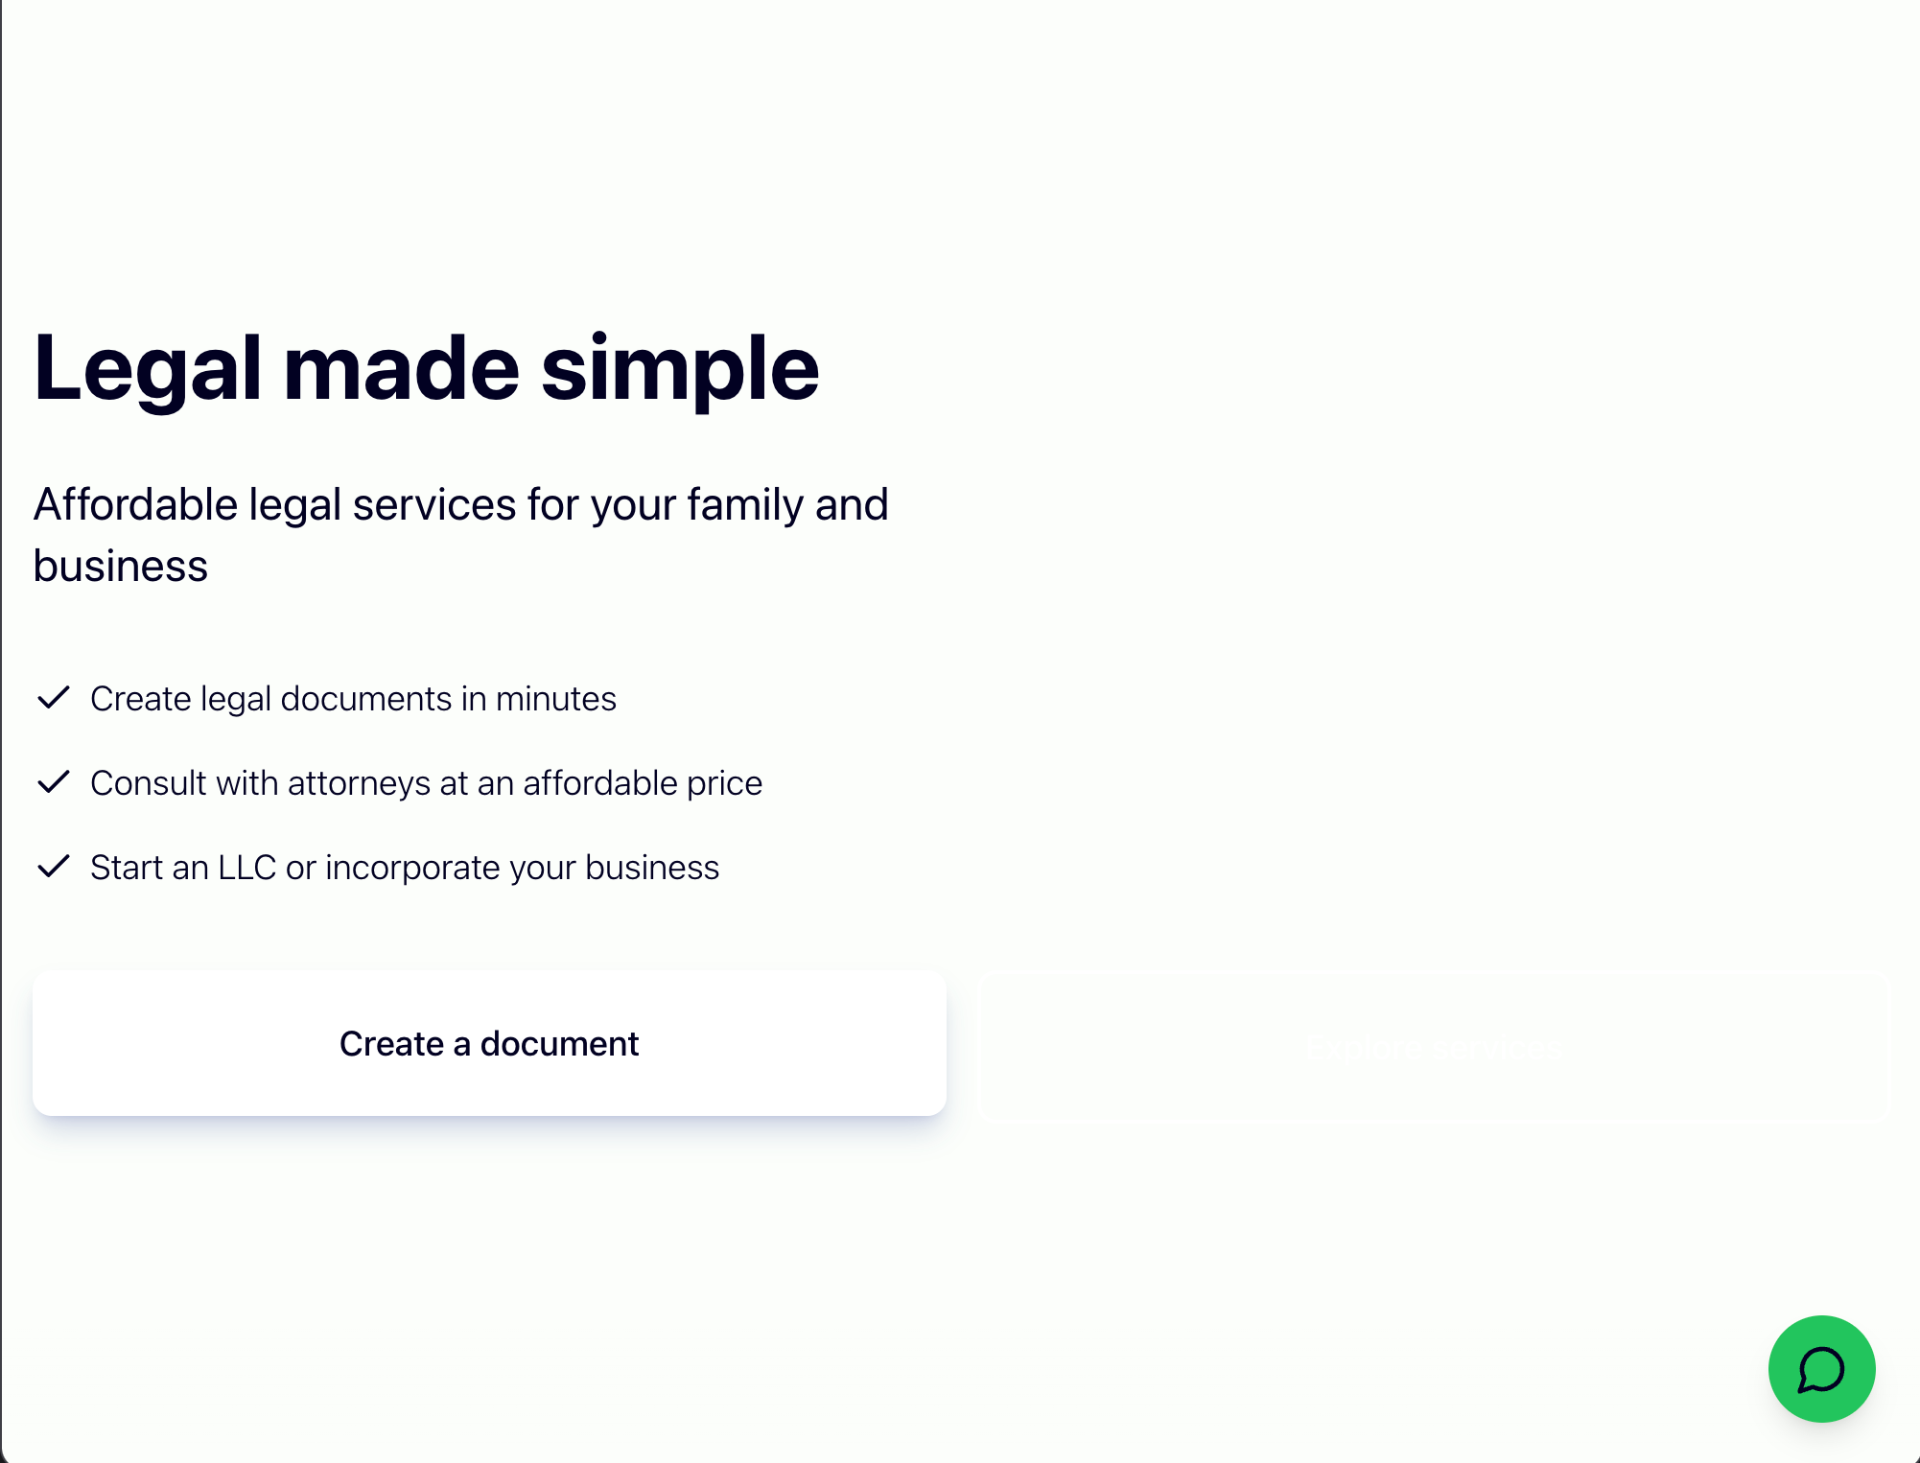 Legal made simple
Affordable legal services for your family and
business
Create legal documents in minutes
Consult with attorneys at an affordable price
Start an LLC or incorporate your business
Create a document
Explore services